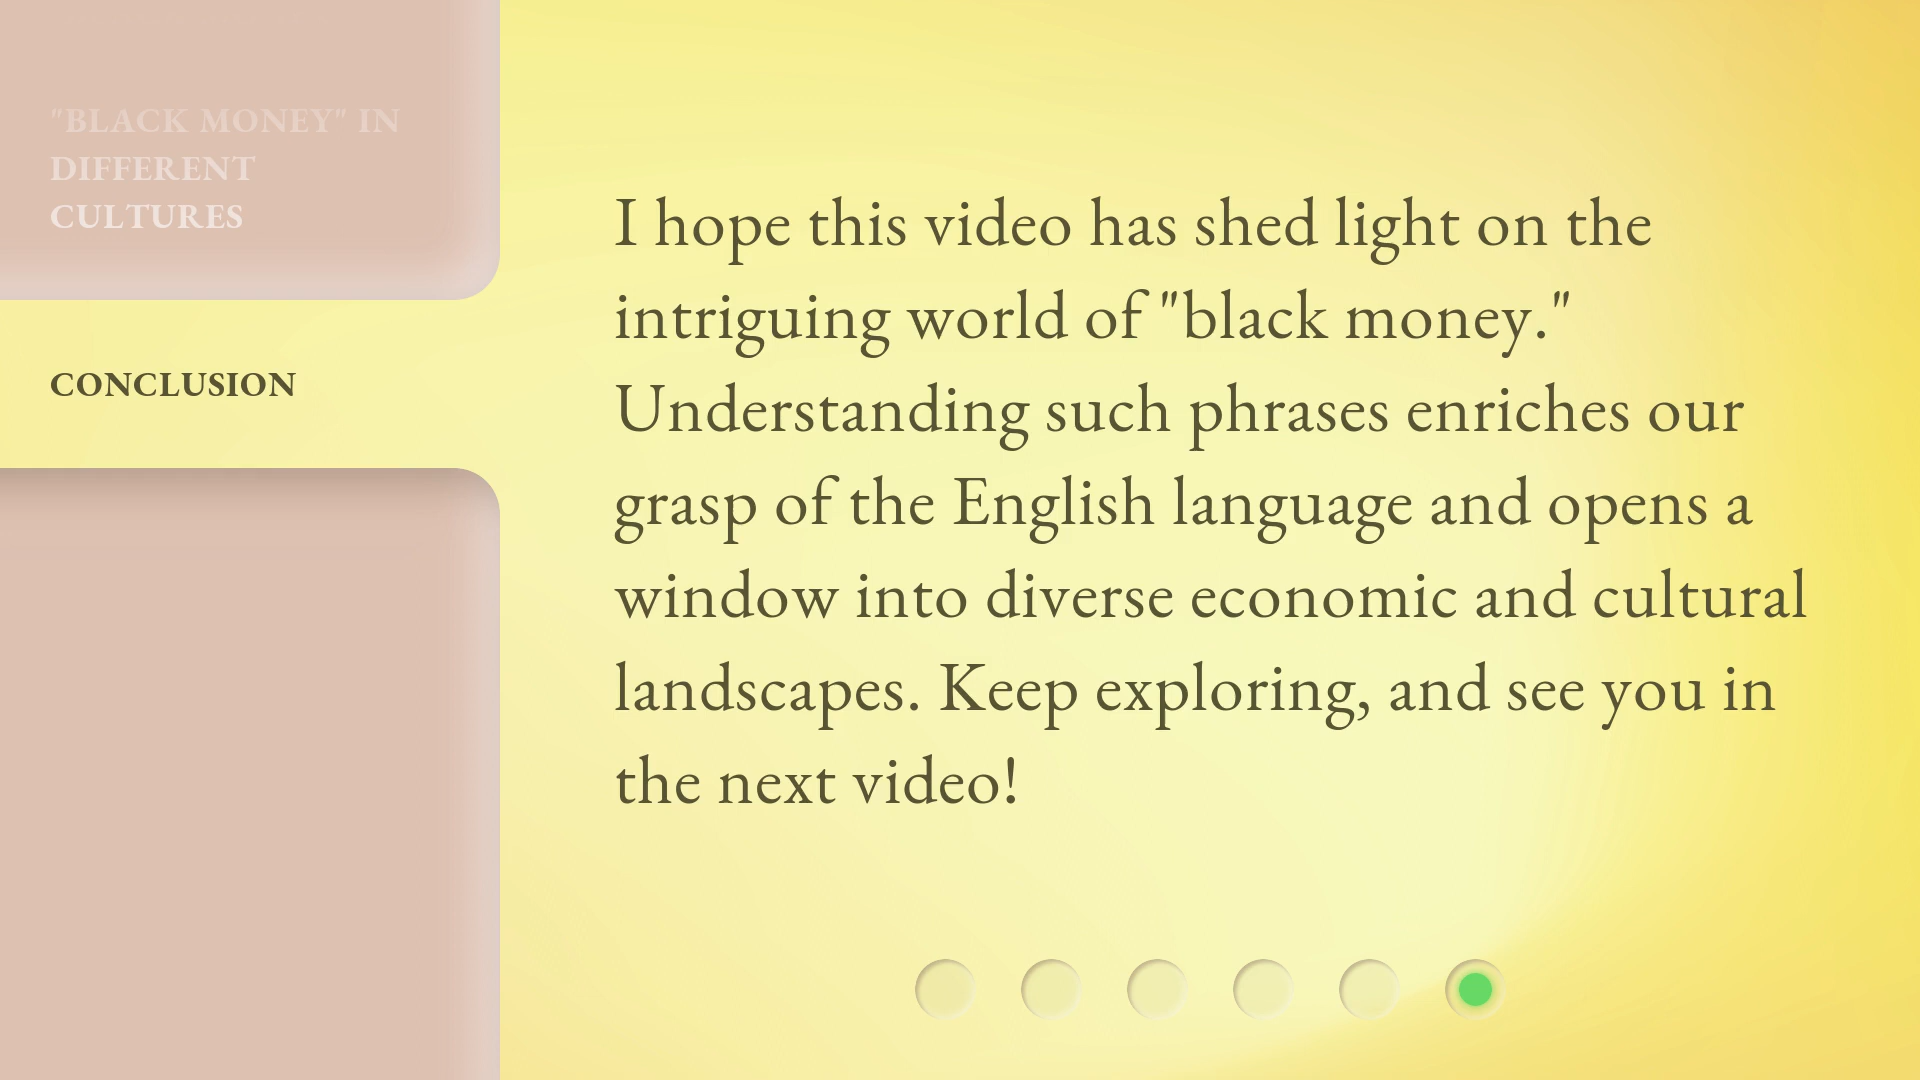 "BLACK MONEY" IN
DIFFERENT
CULTURES
CONCLUSION
I hope this video has shed light on the
intriguing world of "black money."
Understanding such phrases enriches our
grasp of the English language and opens a
window into diverse economic and cultural
landscapes. Keep exploring, and see you in
the next video!